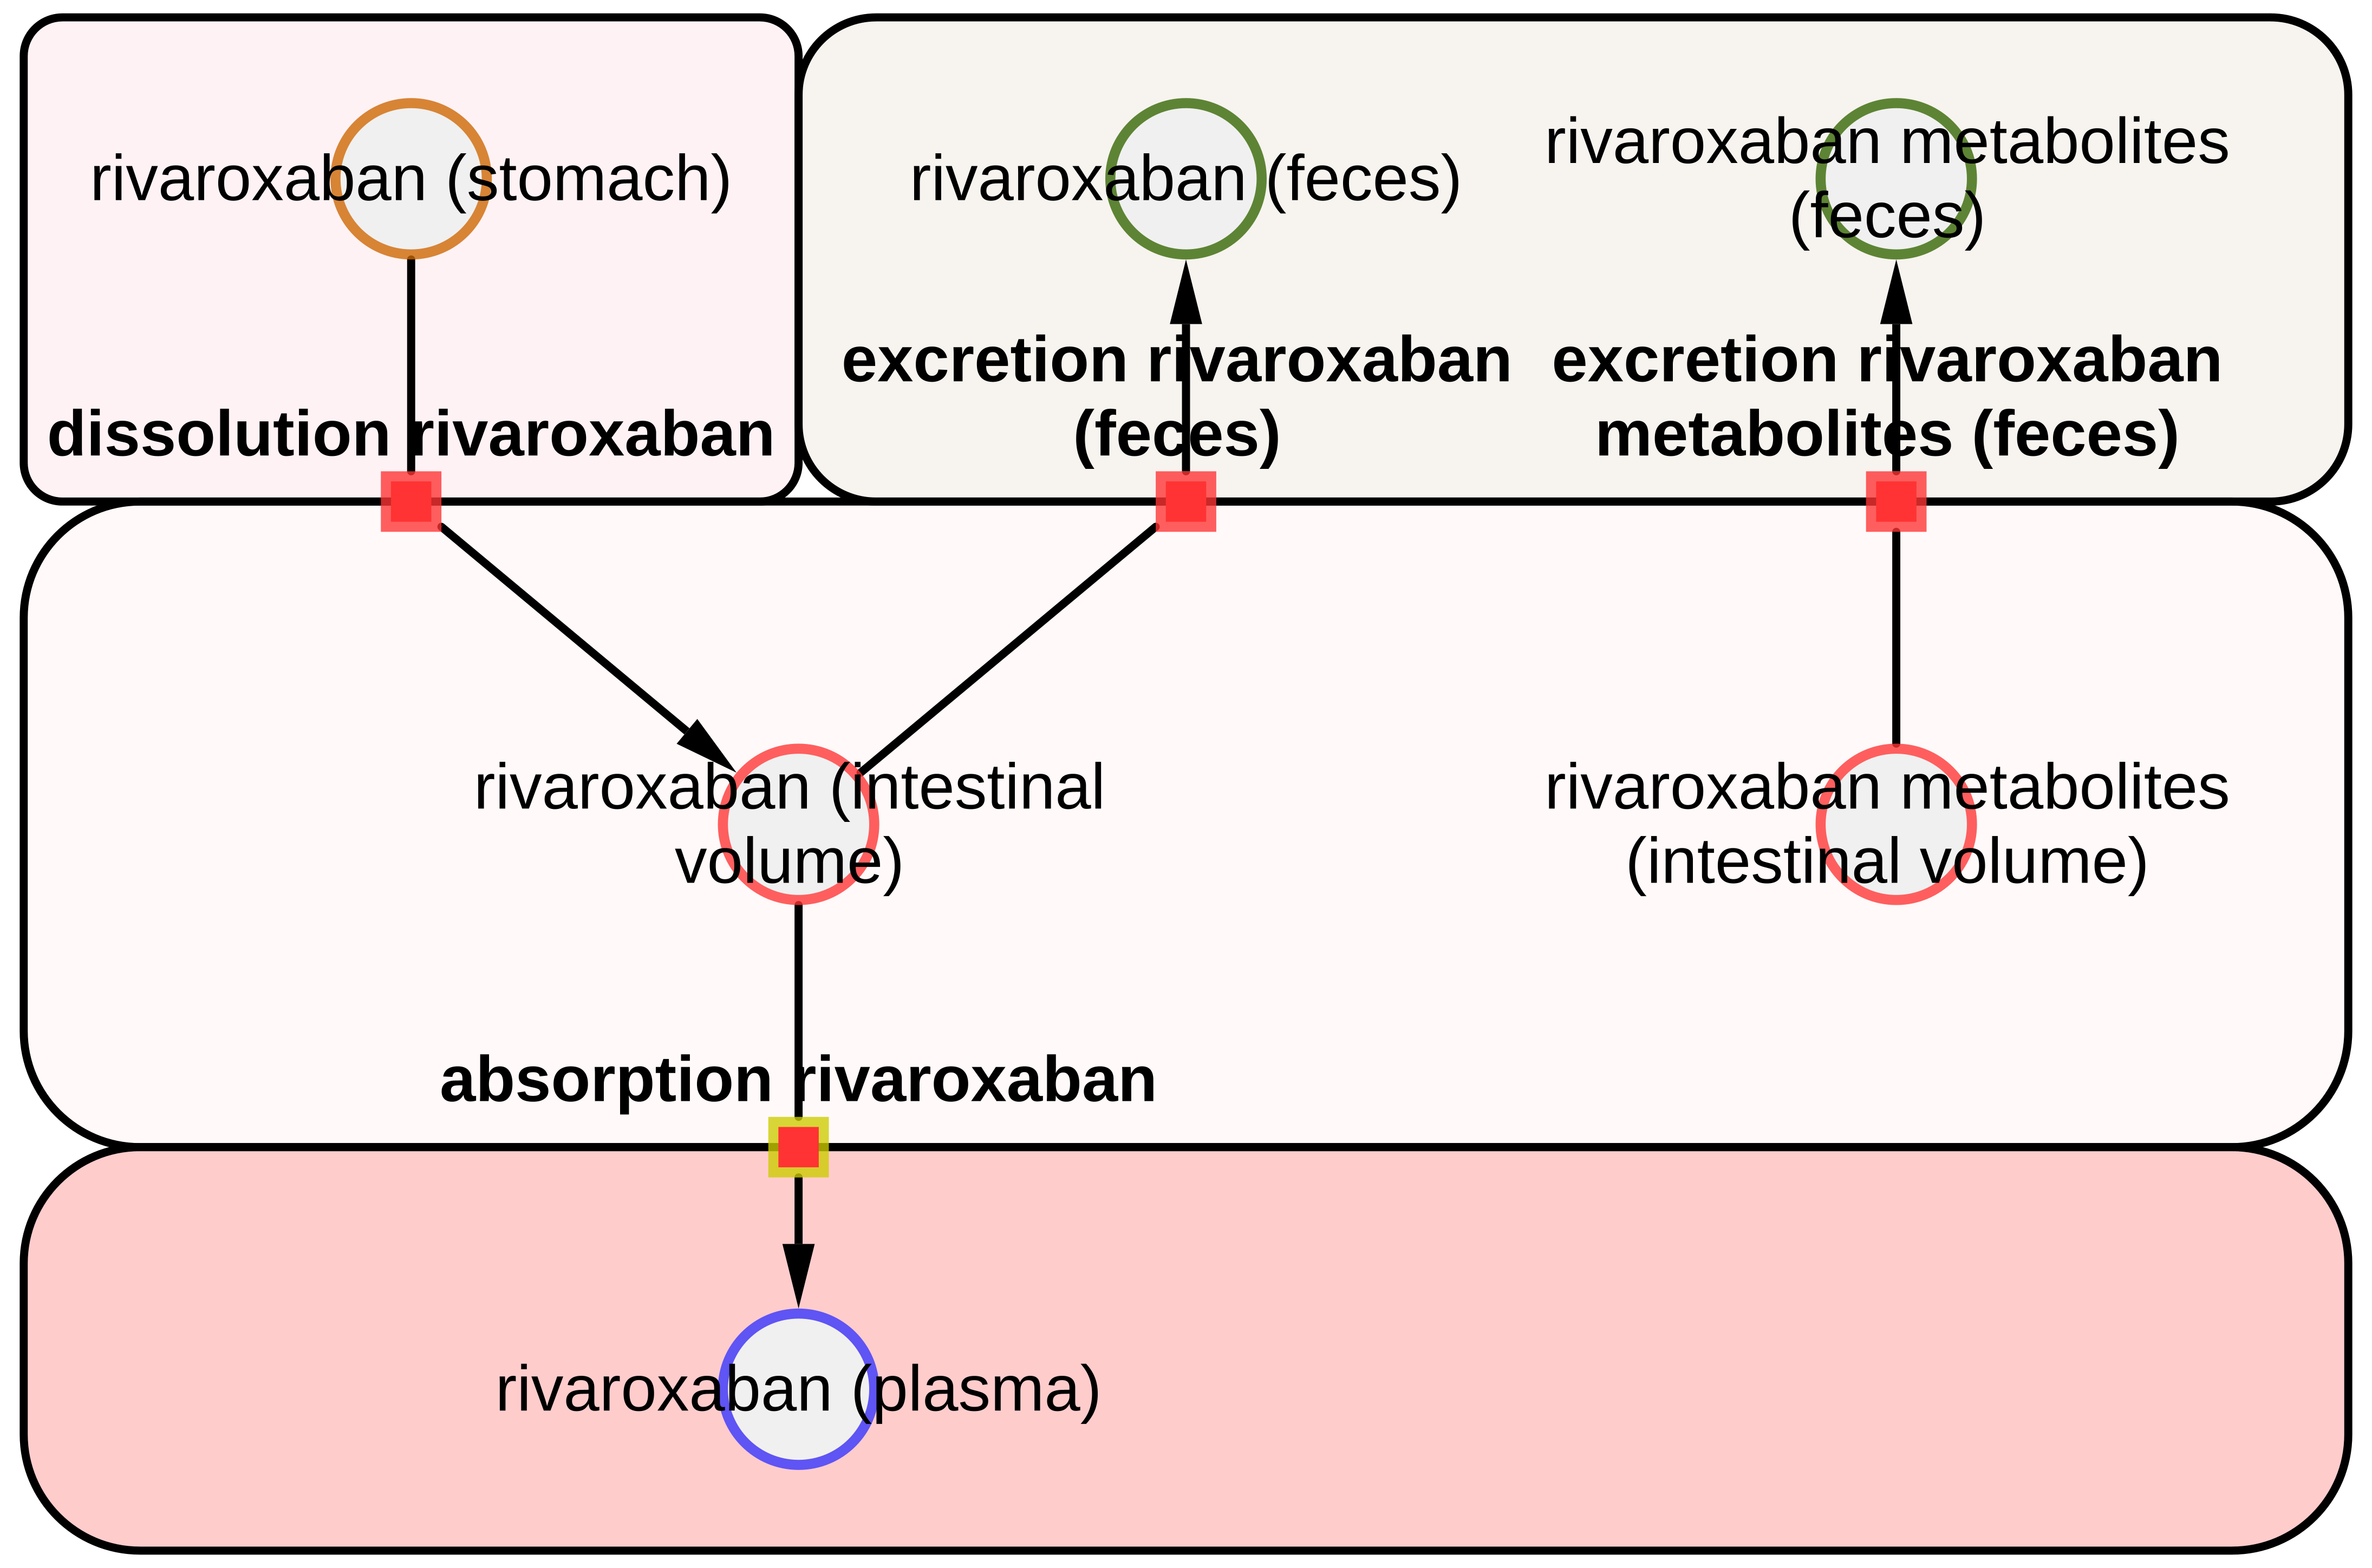 rivaroxaban (stomach)
rivaroxaban (feces)
rivaroxaban metabolites
(feces)
dissolution rivaroxaban
excretion rivaroxaban
(feces)
excretion rivaroxaban
metabolites (feces)
rivaroxaban (intestinal
volume)
rivaroxaban metabolites
(intestinal volume)
absorption rivaroxaban
rivaroxaban (plasma)